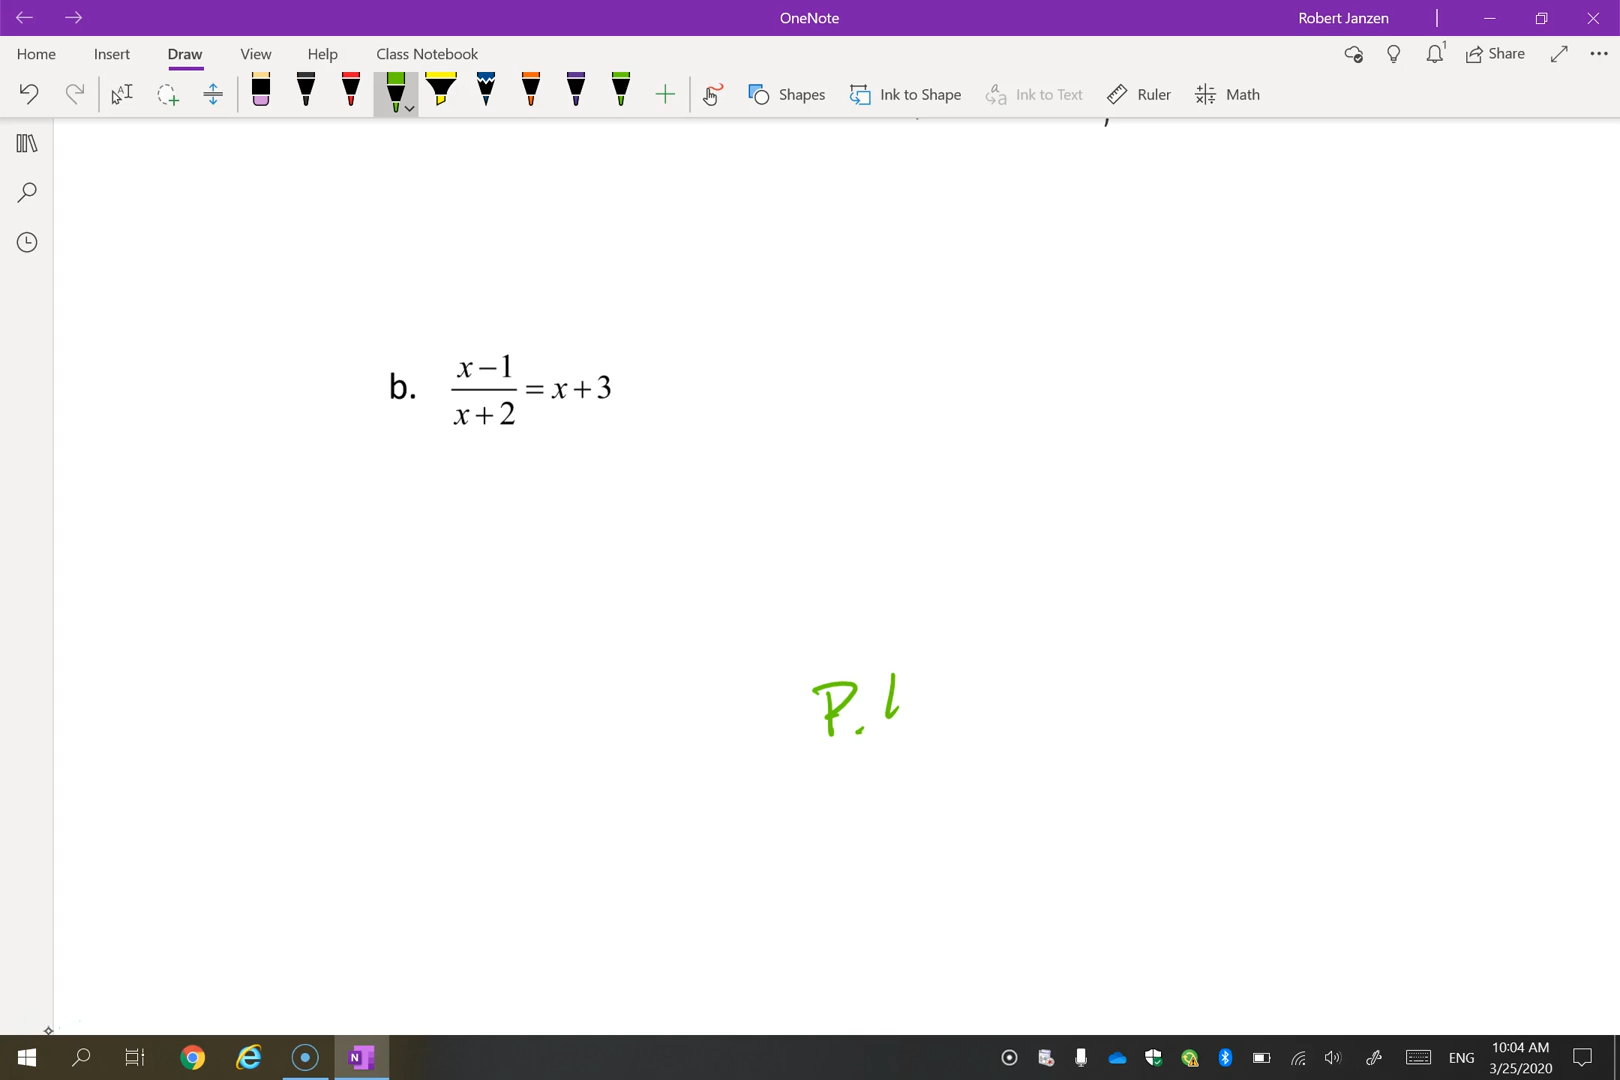 OneNote
Robert Janzen
Home Insert Draw View Help Class Notebook
1 Share
Shapes Ink to Shape Ink to Text Ruler Math
b. (x−1)/(x+2) = x+3
P.
ENG 10:04 AM
3/25/2020